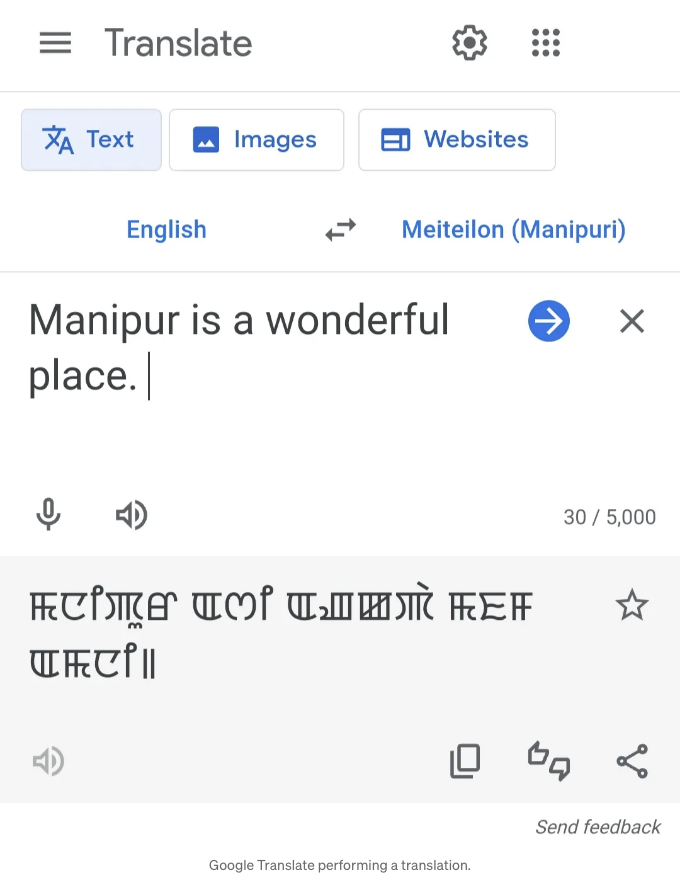 Translate
Text
Images
Websites
English
Meiteilon (Manipuri)
Manipur is a wonderful
place.
30 / 5,000
ꯃꯅꯤꯄꯨꯔ ꯑꯁꯤ ꯑꯉꯀꯄꯥ ꯃꯐꯝ
ꯑꯃꯅꯤ꯫
Send feedback
Google Translate performing a translation.